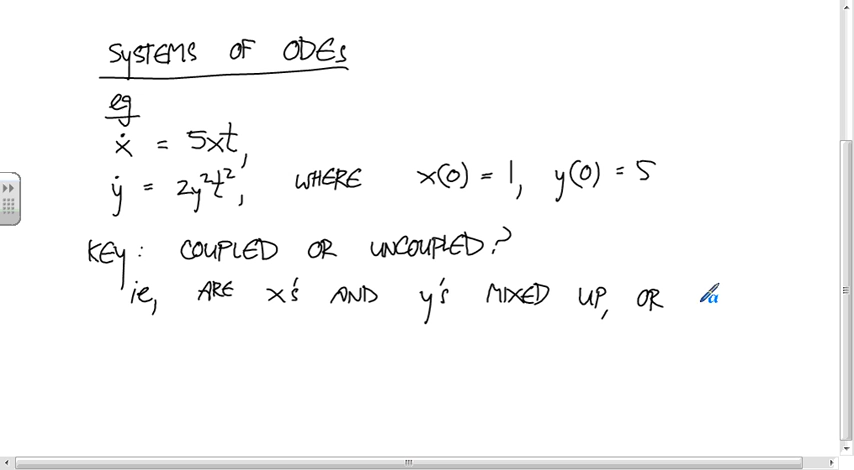 SYSTEMS OF ODEs
eg
ẋ = 5xt,
ẏ = 2y²t², WHERE x(0) = 1, y(0) = 5
KEY: COUPLED OR UNCOUPLED?
ie, ARE x's AND y's MIXED UP, OR